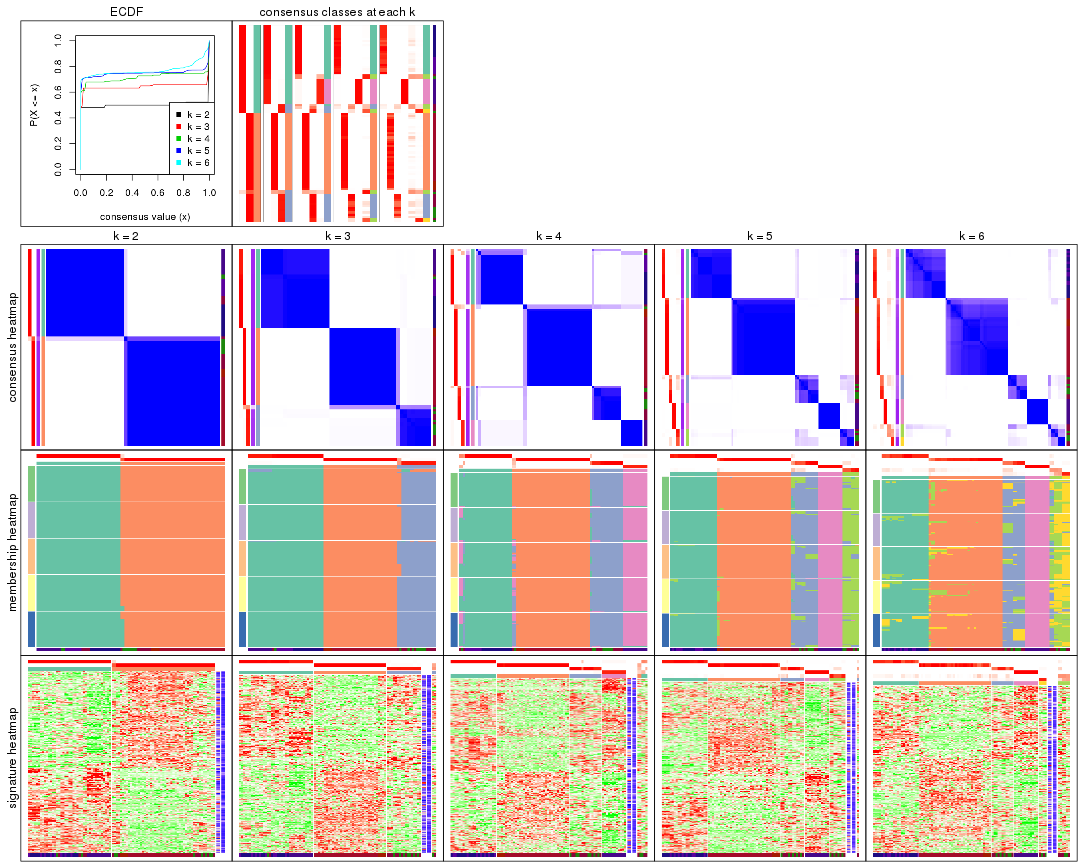 ECDF
consensus classes at each k
P(X <= x)
0.0 0.2 0.4 0.6 0.8 1.0
k = 2
k = 3
k = 4
k = 5
k = 6
0.0 0.2 0.4 0.6 0.8 1.0
consensus value (x)
k = 2
k = 3
k = 4
k = 5
k = 6
consensus heatmap
membership heatmap
signature heatmap